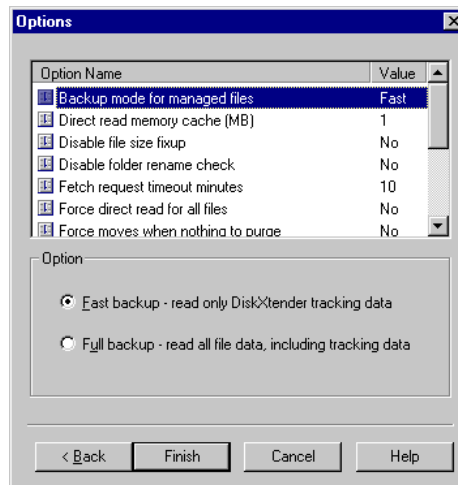 Options
Option Name Value
Backup mode for managed files Fast
Direct read memory cache (MB) 1
Disable file size fixup No
Disable folder rename check No
Fetch request timeout minutes 10
Force direct read for all files No
Force moves when nothing to purge No
Option
Fast backup - read only DiskXtender tracking data
Full backup - read all file data, including tracking data
< Back Finish Cancel Help